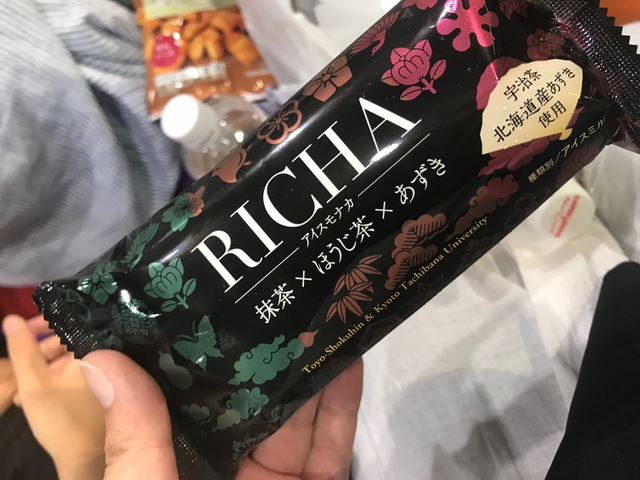 RICHA
アイスモナカ
抹茶×ほうじ茶×あずき
Toyo-Shokuhin & Kyoto Tachibana University
宇治茶
北海道産あずき
使用
種類別/アイスミル